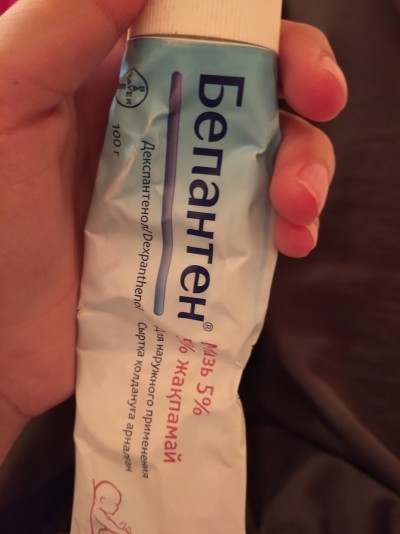 BAYER
100 г
Бепантен®
Декспантенол/Dexpanthenol
Мазь 5%
% жақпамай
Для наружного применения
Сыртқа қолдануға арналған